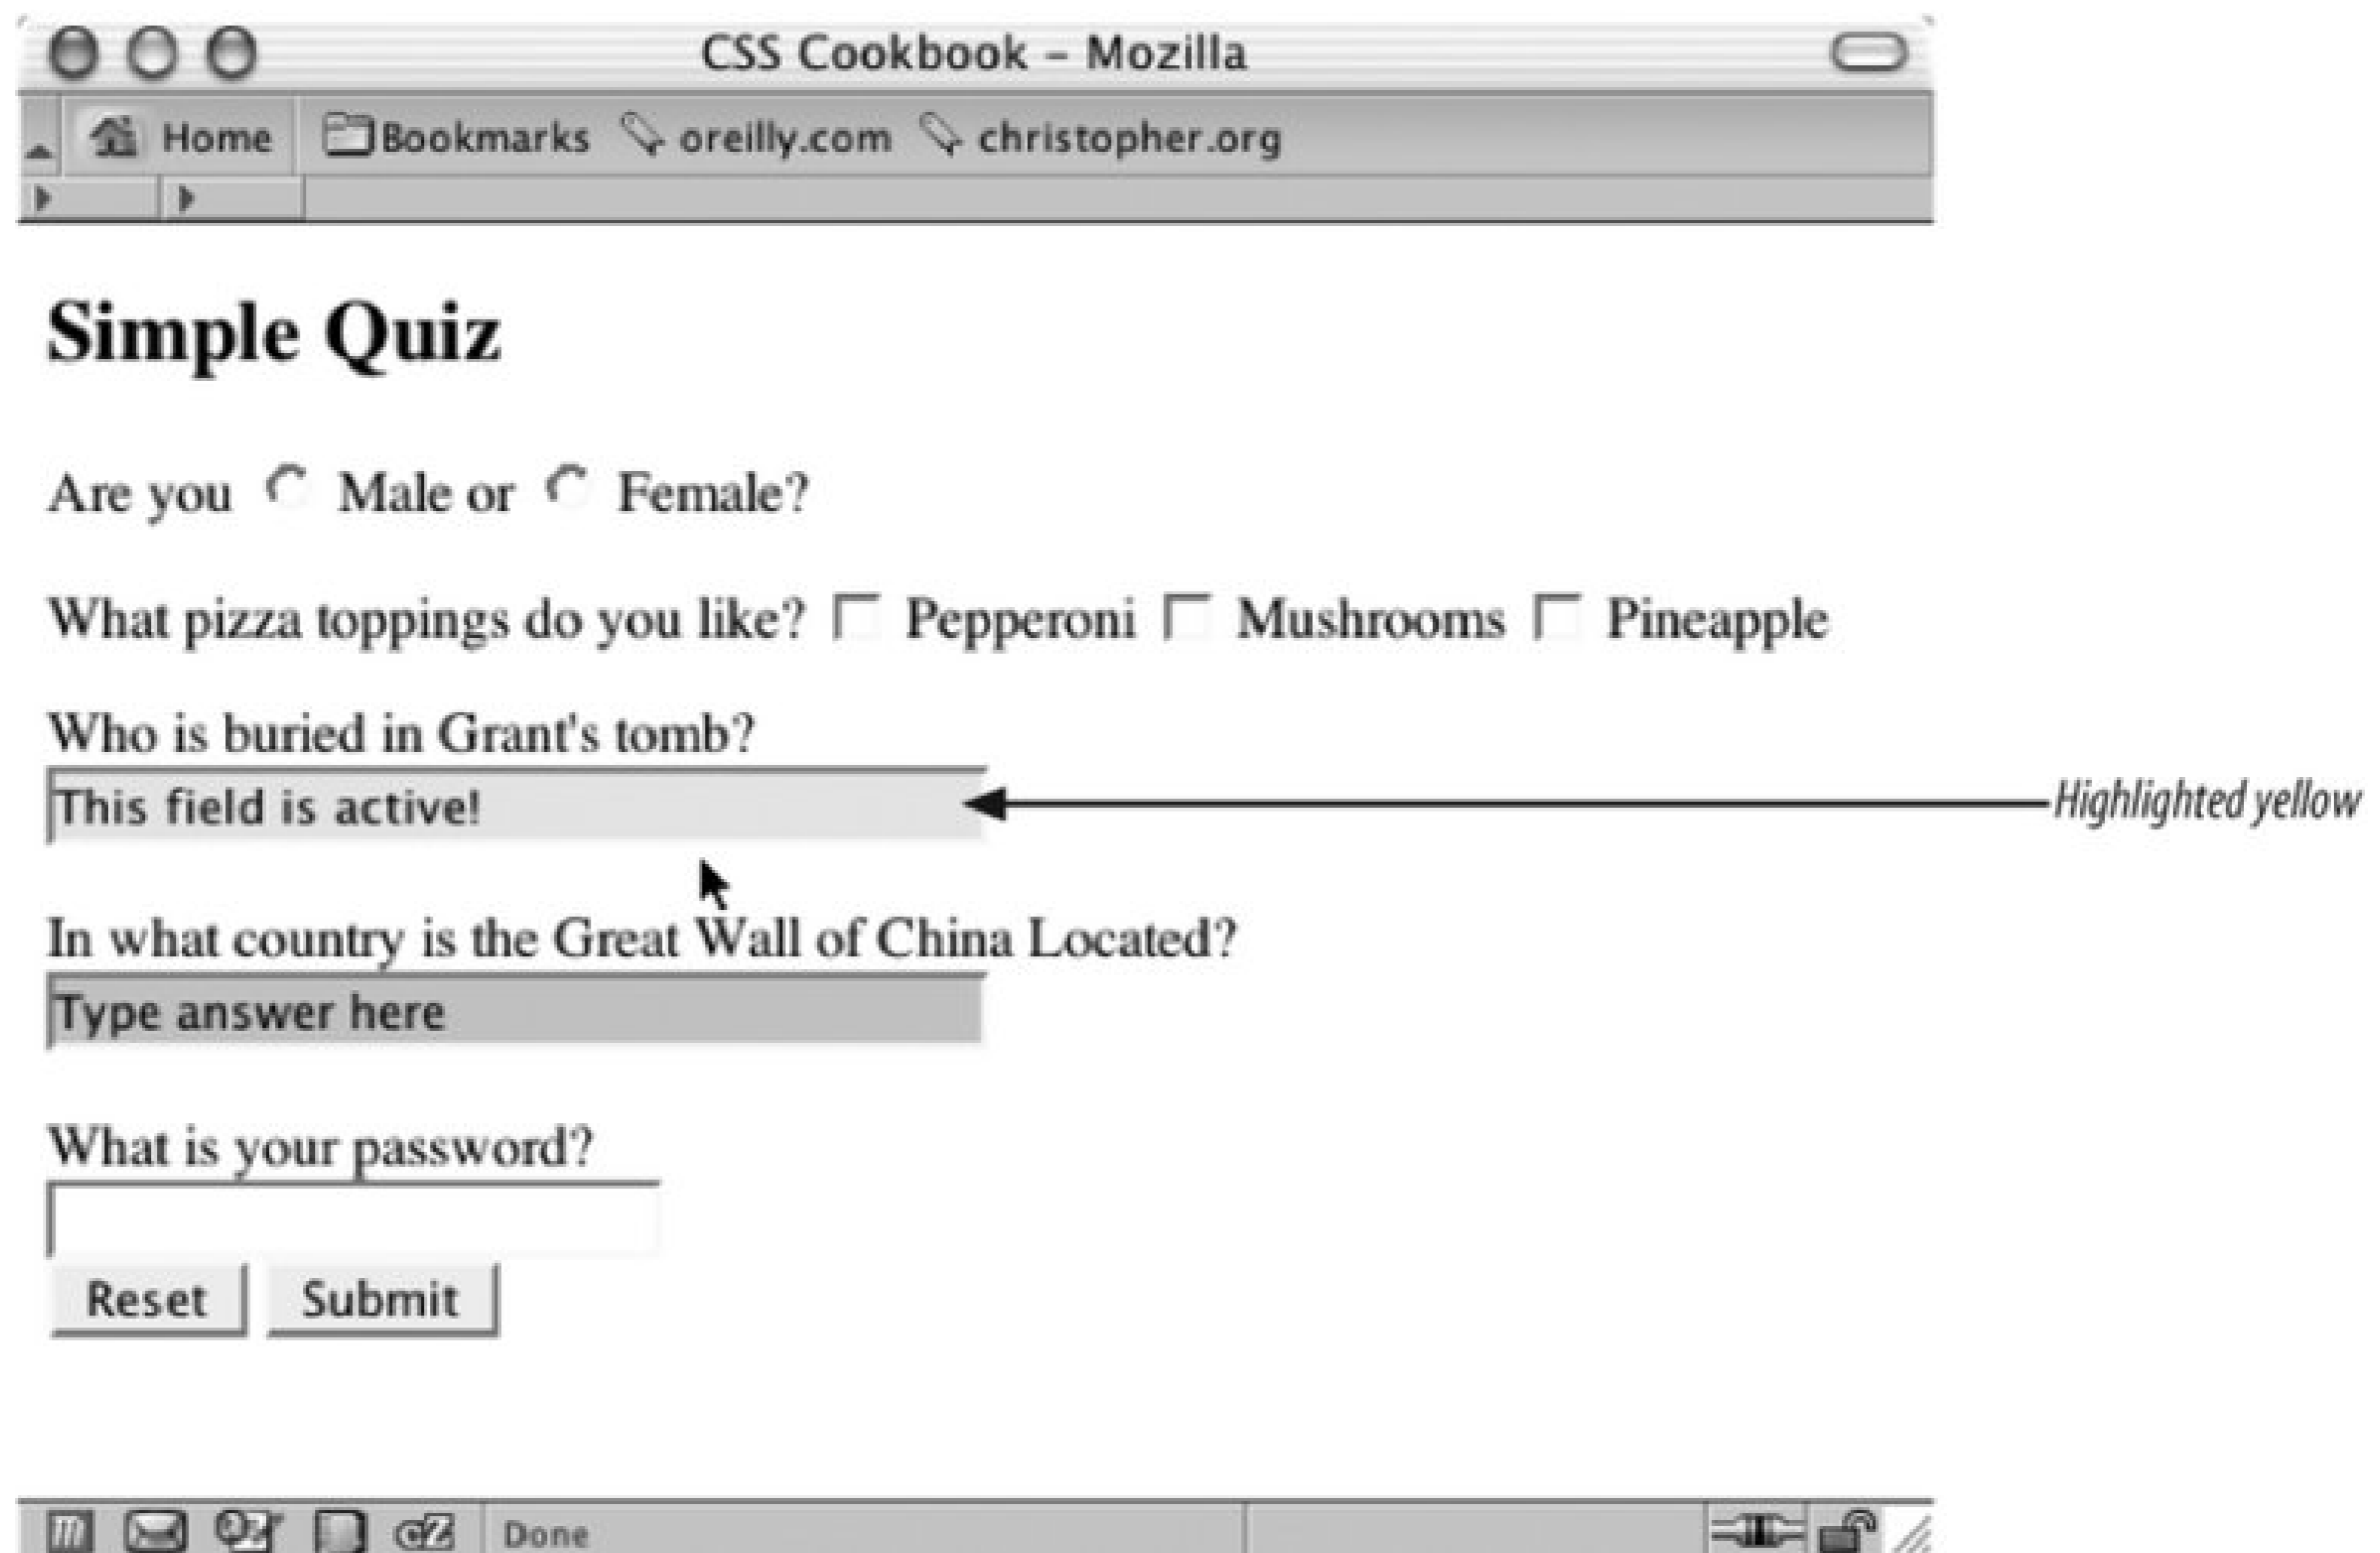 CSS Cookbook – Mozilla
Home Bookmarks oreilly.com christopher.org
Simple Quiz
Are you Male or Female?
What pizza toppings do you like? Pepperoni Mushrooms Pineapple
Who is buried in Grant's tomb?
This field is active!
Highlighted yellow
In what country is the Great Wall of China Located?
Type answer here
What is your password?
Reset Submit
cZ Done